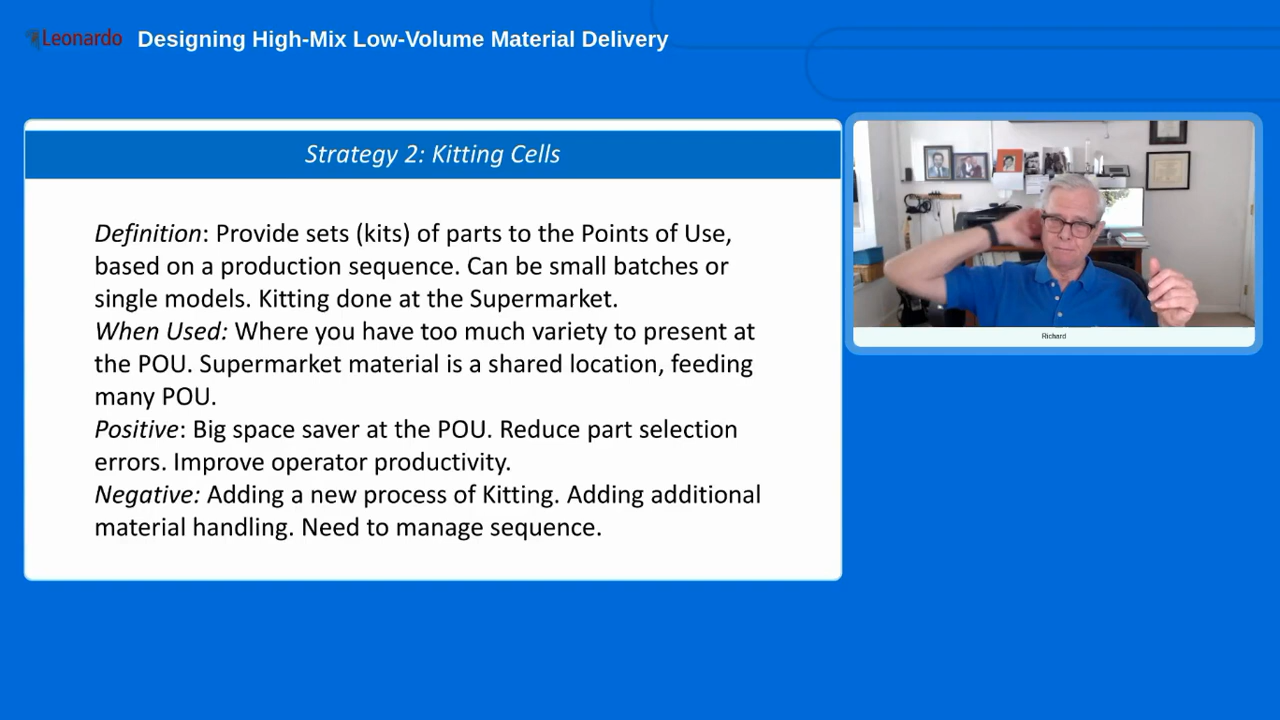 Leonardo
Designing High-Mix Low-Volume Material Delivery
Strategy 2: Kitting Cells
Definition: Provide sets (kits) of parts to the Points of Use,
based on a production sequence. Can be small batches or
single models. Kitting done at the Supermarket.
When Used: Where you have too much variety to present at
the POU. Supermarket material is a shared location, feeding
many POU.
Positive: Big space saver at the POU. Reduce part selection
errors. Improve operator productivity.
Negative: Adding a new process of Kitting. Adding additional
material handling. Need to manage sequence.
Richard